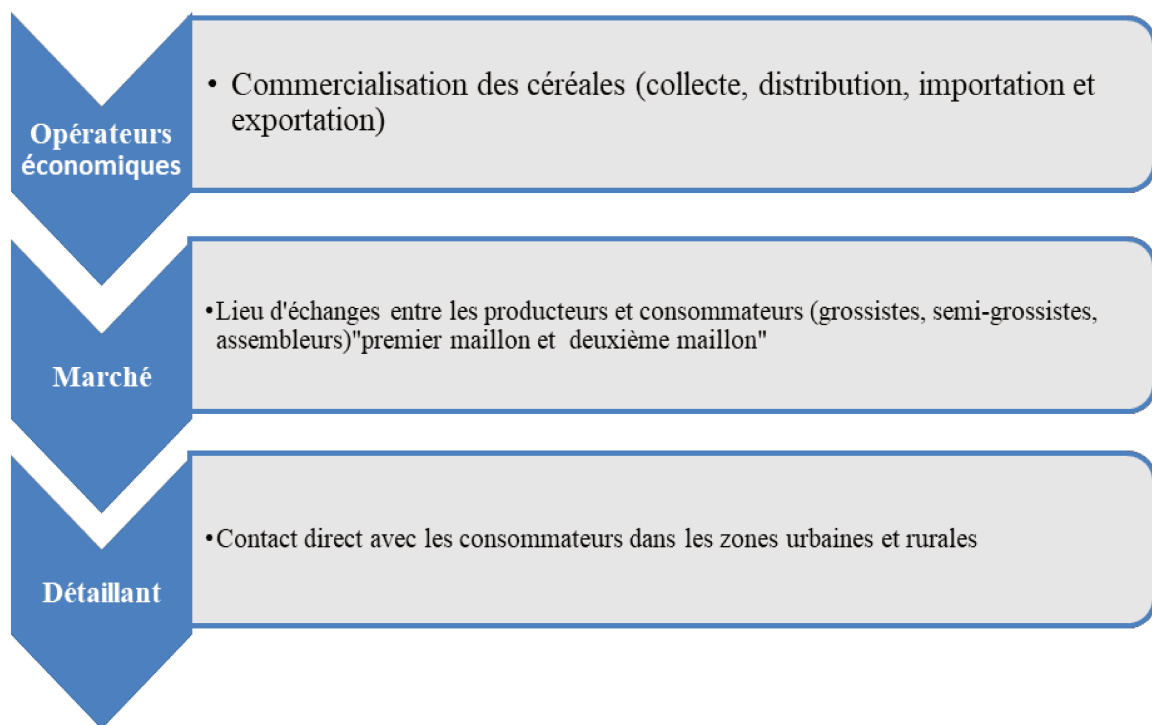 Opérateurs
économiques
• Commercialisation des céréales (collecte, distribution, importation et
exportation)
Marché
•Lieu d'échanges entre les producteurs et consommateurs (grossistes, semi-grossistes,
assembleurs)"premier maillon et deuxième maillon"
Détaillant
•Contact direct avec les consommateurs dans les zones urbaines et rurales